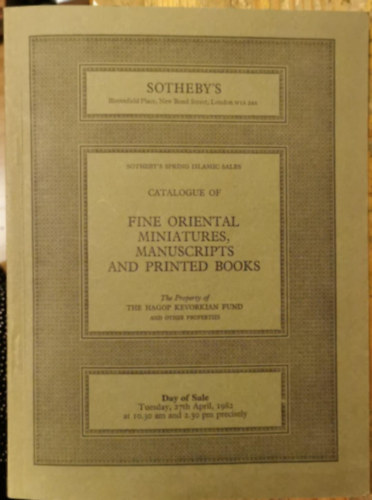 SOTHEBY'S
Bloomfield Place, New Bond Street, London W1A 2AA
SOTHEBY'S SPRING ISLAMIC SALES
CATALOGUE OF
FINE ORIENTAL
MINIATURES,
MANUSCRIPTS
AND PRINTED BOOKS
The Property of
THE HAGOP KEVORKIAN FUND
AND OTHER PROPERTIES
Day of Sale
Tuesday, 27th April, 1982
at 10.30 am and 2.30 pm precisely